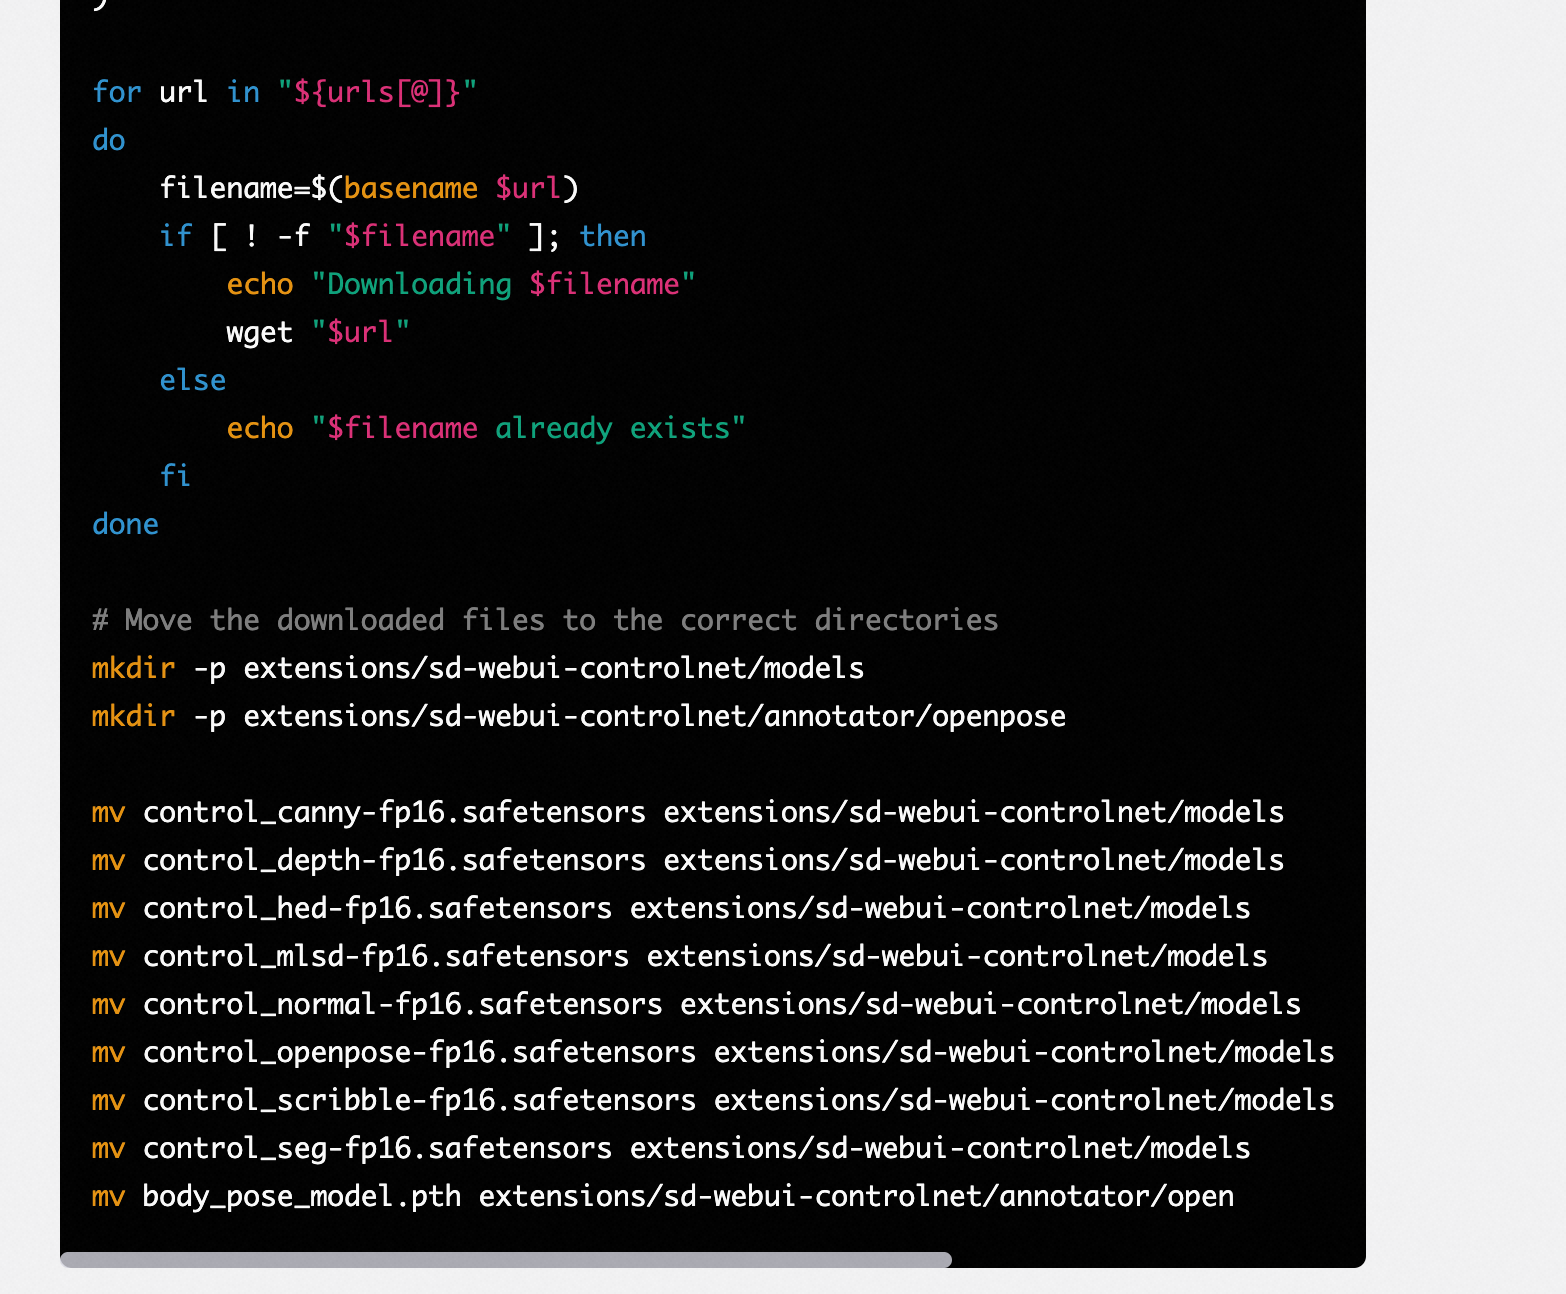 )
for url in "${urls[@]}"
do
    filename=$(basename $url)
    if [ ! -f "$filename" ]; then
        echo "Downloading $filename"
        wget "$url"
    else
        echo "$filename already exists"
    fi
done
# Move the downloaded files to the correct directories
mkdir -p extensions/sd-webui-controlnet/models
mkdir -p extensions/sd-webui-controlnet/annotator/openpose
mv control_canny-fp16.safetensors extensions/sd-webui-controlnet/models
mv control_depth-fp16.safetensors extensions/sd-webui-controlnet/models
mv control_hed-fp16.safetensors extensions/sd-webui-controlnet/models
mv control_mlsd-fp16.safetensors extensions/sd-webui-controlnet/models
mv control_normal-fp16.safetensors extensions/sd-webui-controlnet/models
mv control_openpose-fp16.safetensors extensions/sd-webui-controlnet/models
mv control_scribble-fp16.safetensors extensions/sd-webui-controlnet/models
mv control_seg-fp16.safetensors extensions/sd-webui-controlnet/models
mv body_pose_model.pth extensions/sd-webui-controlnet/annotator/open